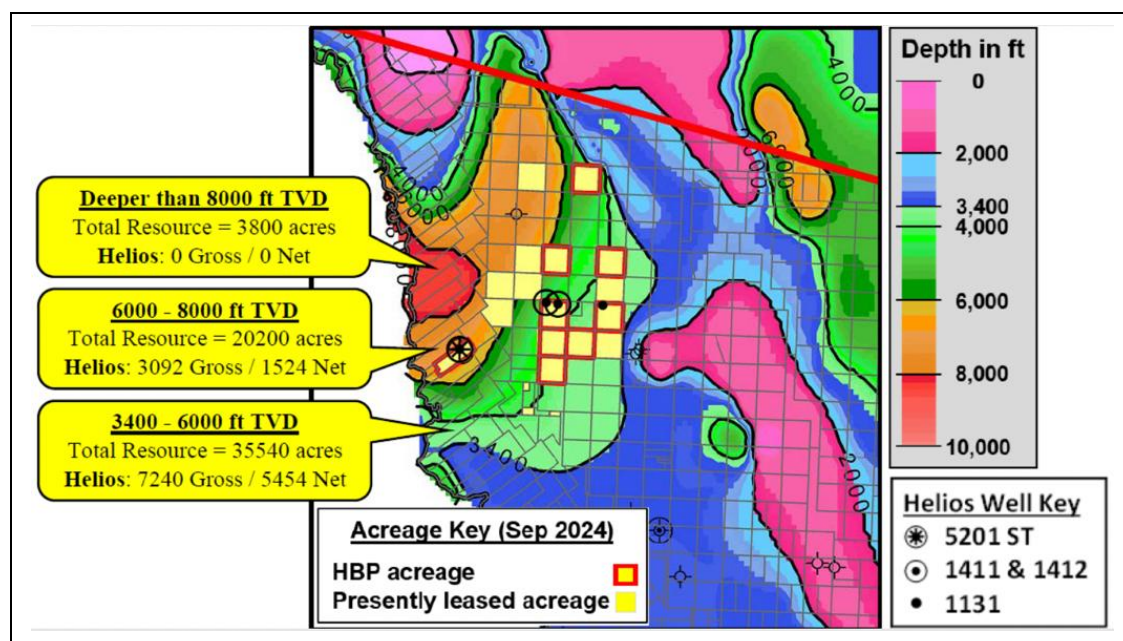 Deeper than 8000 ft TVD
Total Resource = 3800 acres
Helios: 0 Gross / 0 Net
6000 - 8000 ft TVD
Total Resource = 20200 acres
Helios: 3092 Gross / 1524 Net
3400 - 6000 ft TVD
Total Resource = 35540 acres
Helios: 7240 Gross / 5454 Net
4000
6000
3400
4000
6000
2000
Acreage Key (Sep 2024)
HBP acreage
Presently leased acreage
Depth in ft
0
2,000
3,400
4,000
6,000
8,000
10,000
Helios Well Key
5201 ST
1411 & 1412
1131